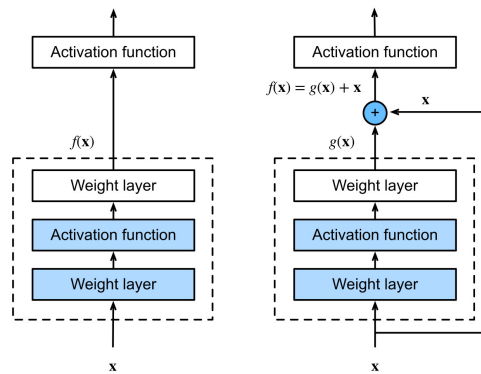 Activation function
f(x)
Weight layer
Activation function
Weight layer
x
Activation function
f(x) = g(x) + x
+
x
g(x)
Weight layer
Activation function
Weight layer
x